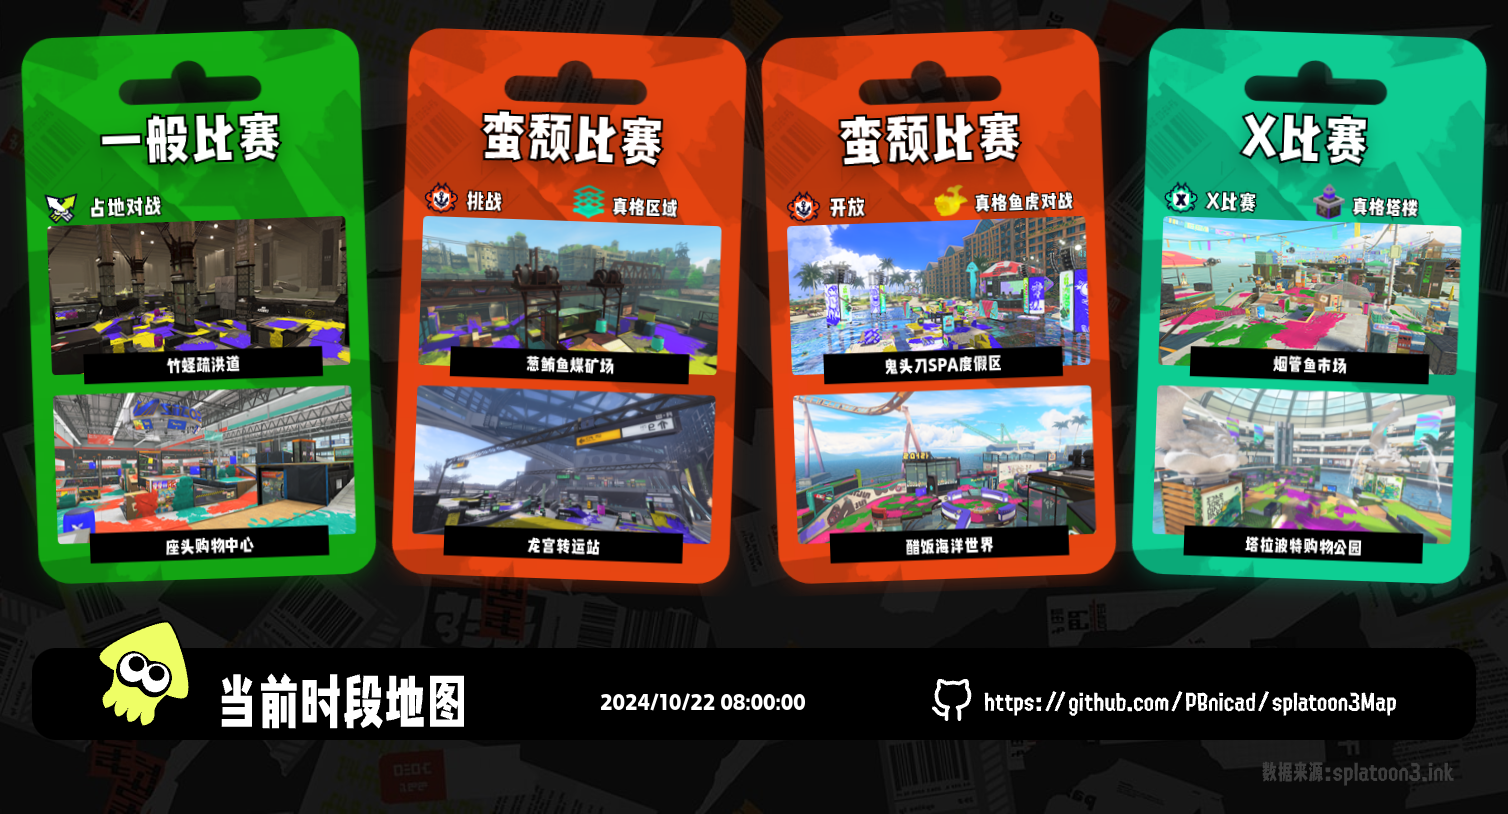 一般比赛
占地对战
竹蛏疏洪道
座头购物中心
蛮颓比赛
挑战
真格区域
葱鲔鱼煤矿场
龙宫转运站
蛮颓比赛
开放
真格鱼虎对战
鬼头刀SPA度假区
醋饭海洋世界
X比赛
X比赛
真格塔楼
烟管鱼市场
塔拉波特购物公园
当前时段地图
2024/10/22 08:00:00
https://github.com/PBnicad/splatoon3Map
数据来源:splatoon3.ink